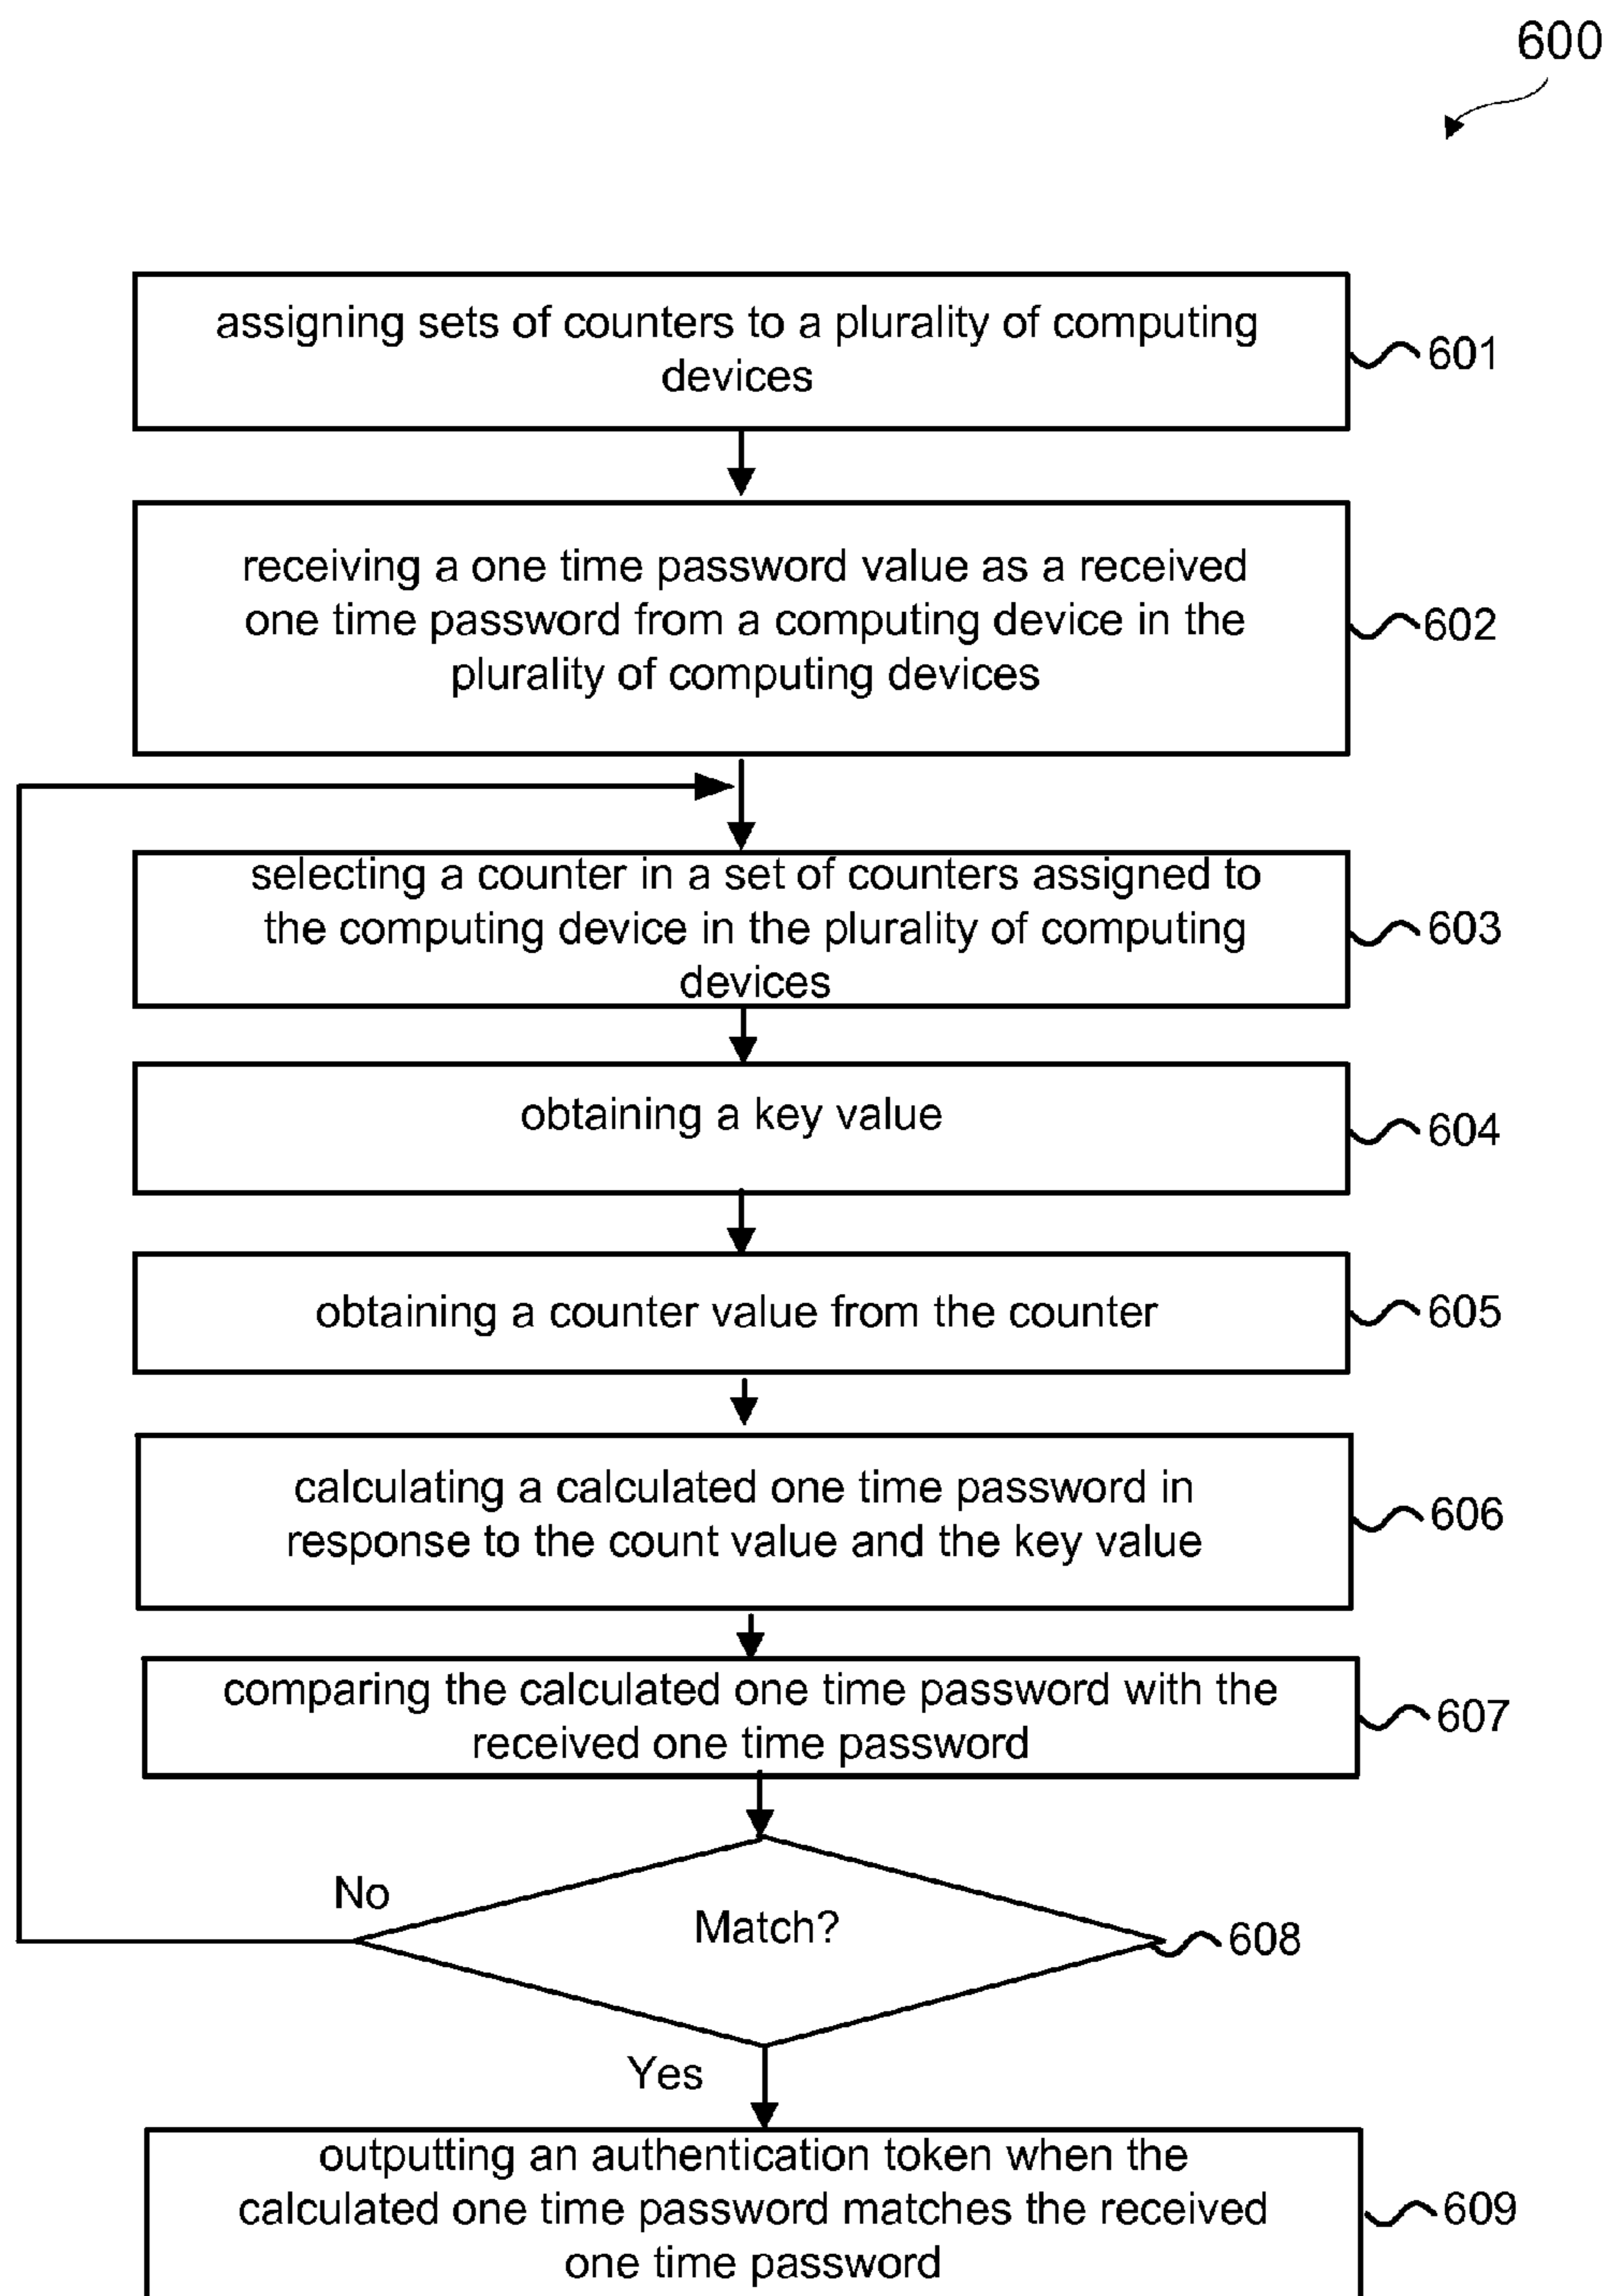 600
assigning sets of counters to a plurality of computing
devices
601
receiving a one time password value as a received
one time password from a computing device in the
plurality of computing devices
602
selecting a counter in a set of counters assigned to
the computing device in the plurality of computing
devices
603
obtaining a key value
604
obtaining a counter value from the counter
605
calculating a calculated one time password in
response to the count value and the key value
606
comparing the calculated one time password with the
received one time password
607
No
Match?
608
Yes
outputting an authentication token when the
calculated one time password matches the received
one time password
609